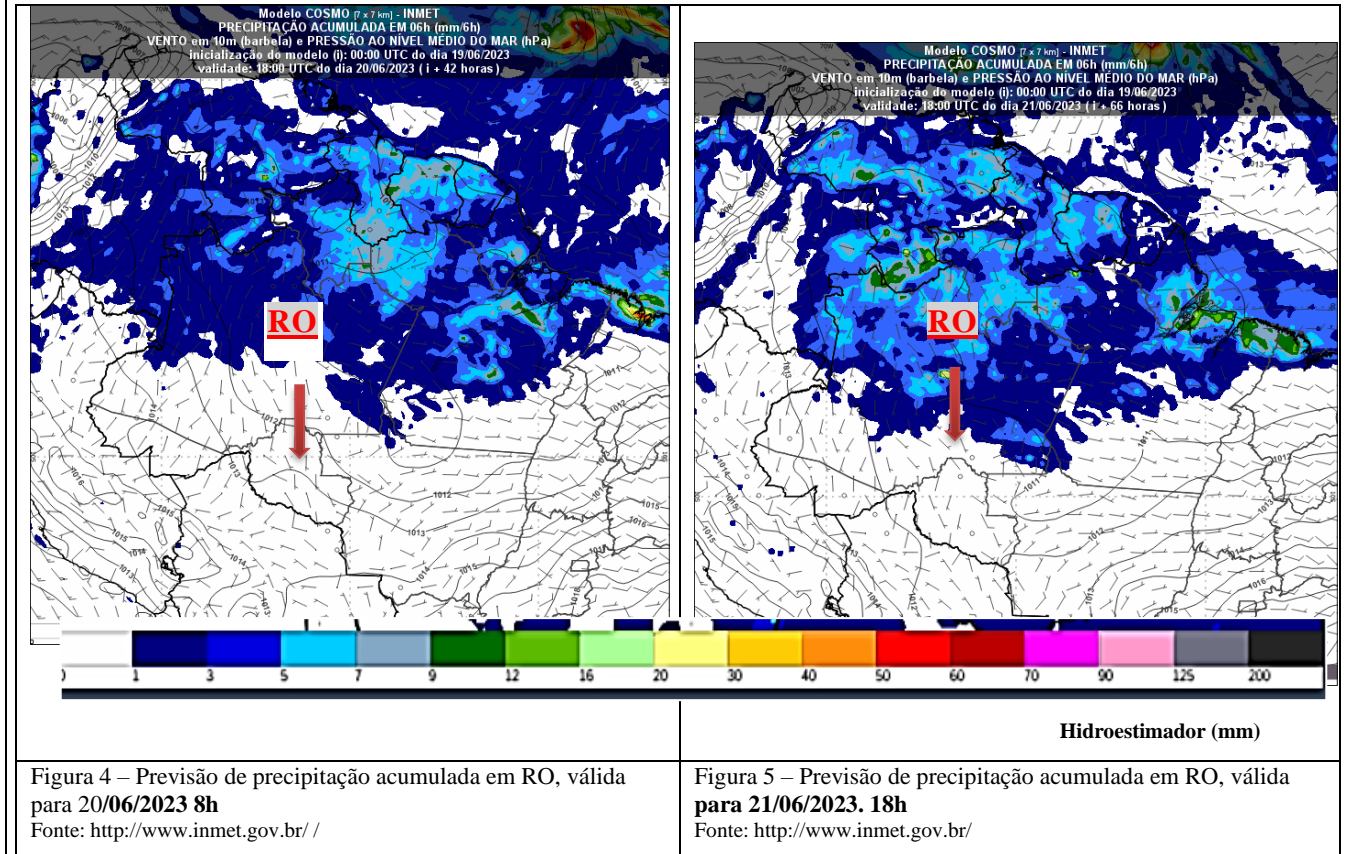 Modelo COSMO [7 x 7 km] - INMET
PRECIPITAÇÃO ACUMULADA EM 06h (mm/6h)
VENTO em 10m (barbela) e PRESSÃO AO NÍVEL MÉDIO DO MAR (hPa)
inicialização do modelo (i): 00:00 UTC do dia 19/06/2023
validade: 18:00 UTC do dia 20/06/2023 ( i + 42 horas )
RO
Modelo COSMO [7 x 7 km] - INMET
PRECIPITAÇÃO ACUMULADA EM 06h (mm/6h)
VENTO em 10m (barbela) e PRESSÃO AO NÍVEL MÉDIO DO MAR (hPa)
inicialização do modelo (i): 00:00 UTC do dia 19/06/2023
validade: 18:00 UTC do dia 21/06/2023 ( i + 66 horas )
RO
1 3 5 7 9 12 16 20 30 40 50 60 70 90 125 200
Hidroestimador (mm)
Figura 4 – Previsão de precipitação acumulada em RO, válida
para 20/06/2023 8h
Fonte: http://www.inmet.gov.br/ /
Figura 5 – Previsão de precipitação acumulada em RO, válida
para 21/06/2023. 18h
Fonte: http://www.inmet.gov.br/